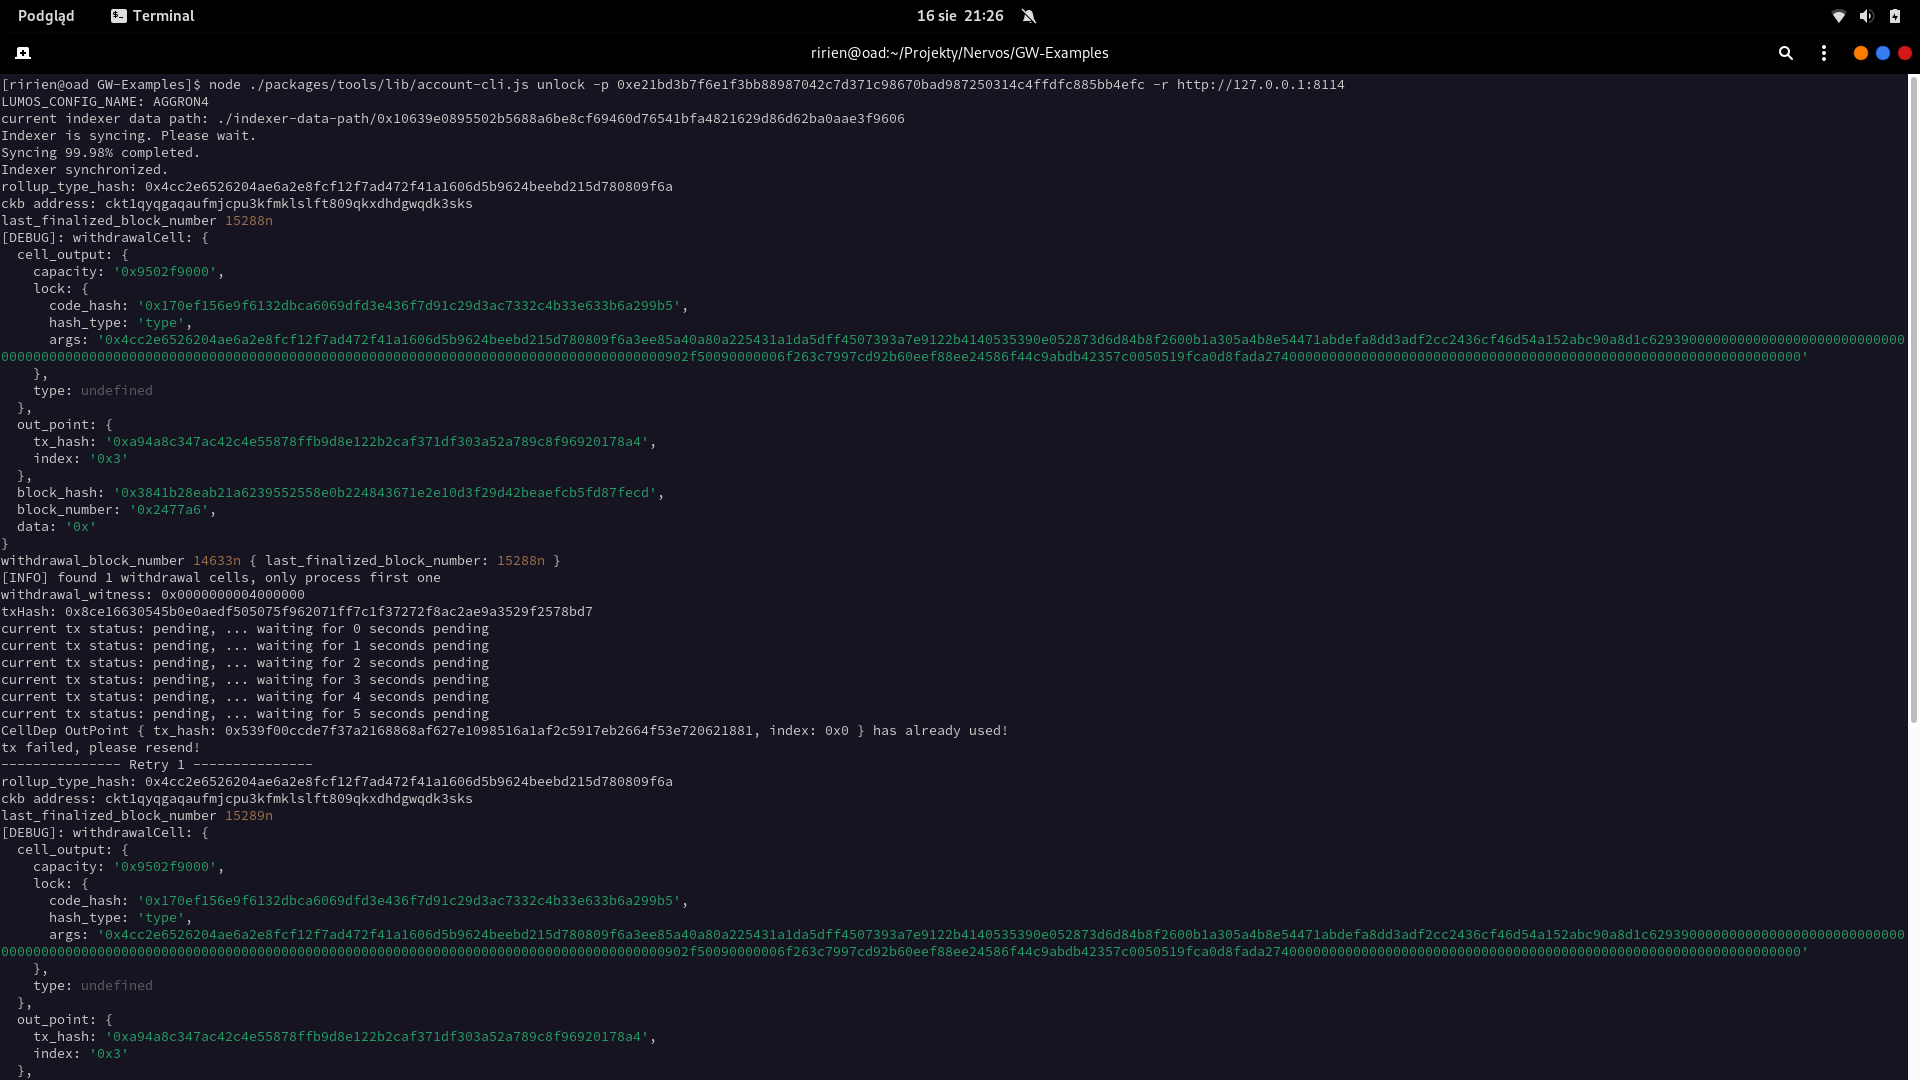 Podgląd
Terminal
16 sie 21:26
ririen@oad:~/Projekty/Nervos/GW-Examples
[ririen@oad GW-Examples]$ node ./packages/tools/lib/account-cli.js unlock -p 0xe21bd3b7f6e1f3bb88987042c7d371c98670bad987250314c4ffdfc885bb4efc -r http://127.0.0.1:8114
LUMOS_CONFIG_NAME: AGGRON4
current indexer data path: ./indexer-data-path/0x10639e0895502b5688a6be8cf69460d76541bfa4821629d86d62ba0aae3f9606
Indexer is syncing. Please wait.
Syncing 99.98% completed.
Indexer synchronized.
rollup_type_hash: 0x4cc2e6526204ae6a2e8fcf12f7ad472f41a1606d5b9624beebd215d780809f6a
ckb address: ckt1qyqgaqaufmjcpu3kfmklslft809qkxdhdgwqdk3sks
last_finalized_block_number 15288n
[DEBUG]: withdrawalCell: {
cell_output: {
capacity: '0x9502f9000',
lock: {
code_hash: '0x170ef156e9f6132dbca6069dfd3e436f7d91c29d3ac7332c4b33e633b6a299b5',
hash_type: 'type',
args:
},
type: undefined
},
out_point: {
tx_hash: '0xa94a8c347ac42c4e55878ffb9d8e122b2caf371df303a52a789c8f96920178a4',
index: '0x3'
},
block_hash: '0x3841b28eab21a6239552558e0b224843671e2e10d3f29d42beaefcb5fd87fecd',
block_number: '0x2477a6',
data: '0x'
}
withdrawal_block_number 14633n { last_finalized_block_number: 15288n }
[INFO] found 1 withdrawal cells, only process first one
withdrawal_witness: 0x0000000004000000
txHash: 0x8ce16630545b0e0aedf505075f962071ff7c1f37272f8ac2ae9a3529f2578bd7
current tx status: pending, ... waiting for 0 seconds pending
current tx status: pending, ... waiting for 1 seconds pending
current tx status: pending, ... waiting for 2 seconds pending
current tx status: pending, ... waiting for 3 seconds pending
current tx status: pending, ... waiting for 4 seconds pending
current tx status: pending, ... waiting for 5 seconds pending
CellDep OutPoint { tx_hash: 0x539f00ccde7f37a2168868af627e1098516a1af2c5917eb2664f53e720621881, index: 0x0 } has already used!
tx failed, please resend!
--------------- Retry 1 ---------------
rollup_type_hash: 0x4cc2e6526204ae6a2e8fcf12f7ad472f41a1606d5b9624beebd215d780809f6a
ckb address: ckt1qyqgaqaufmjcpu3kfmklslft809qkxdhdgwqdk3sks
last_finalized_block_number 15289n
[DEBUG]: withdrawalCell: {
cell_output: {
capacity: '0x9502f9000',
lock: {
code_hash: '0x170ef156e9f6132dbca6069dfd3e436f7d91c29d3ac7332c4b33e633b6a299b5',
hash_type: 'type',
args:
},
type: undefined
},
out_point: {
tx_hash: '0xa94a8c347ac42c4e55878ffb9d8e122b2caf371df303a52a789c8f96920178a4',
index: '0x3'
},